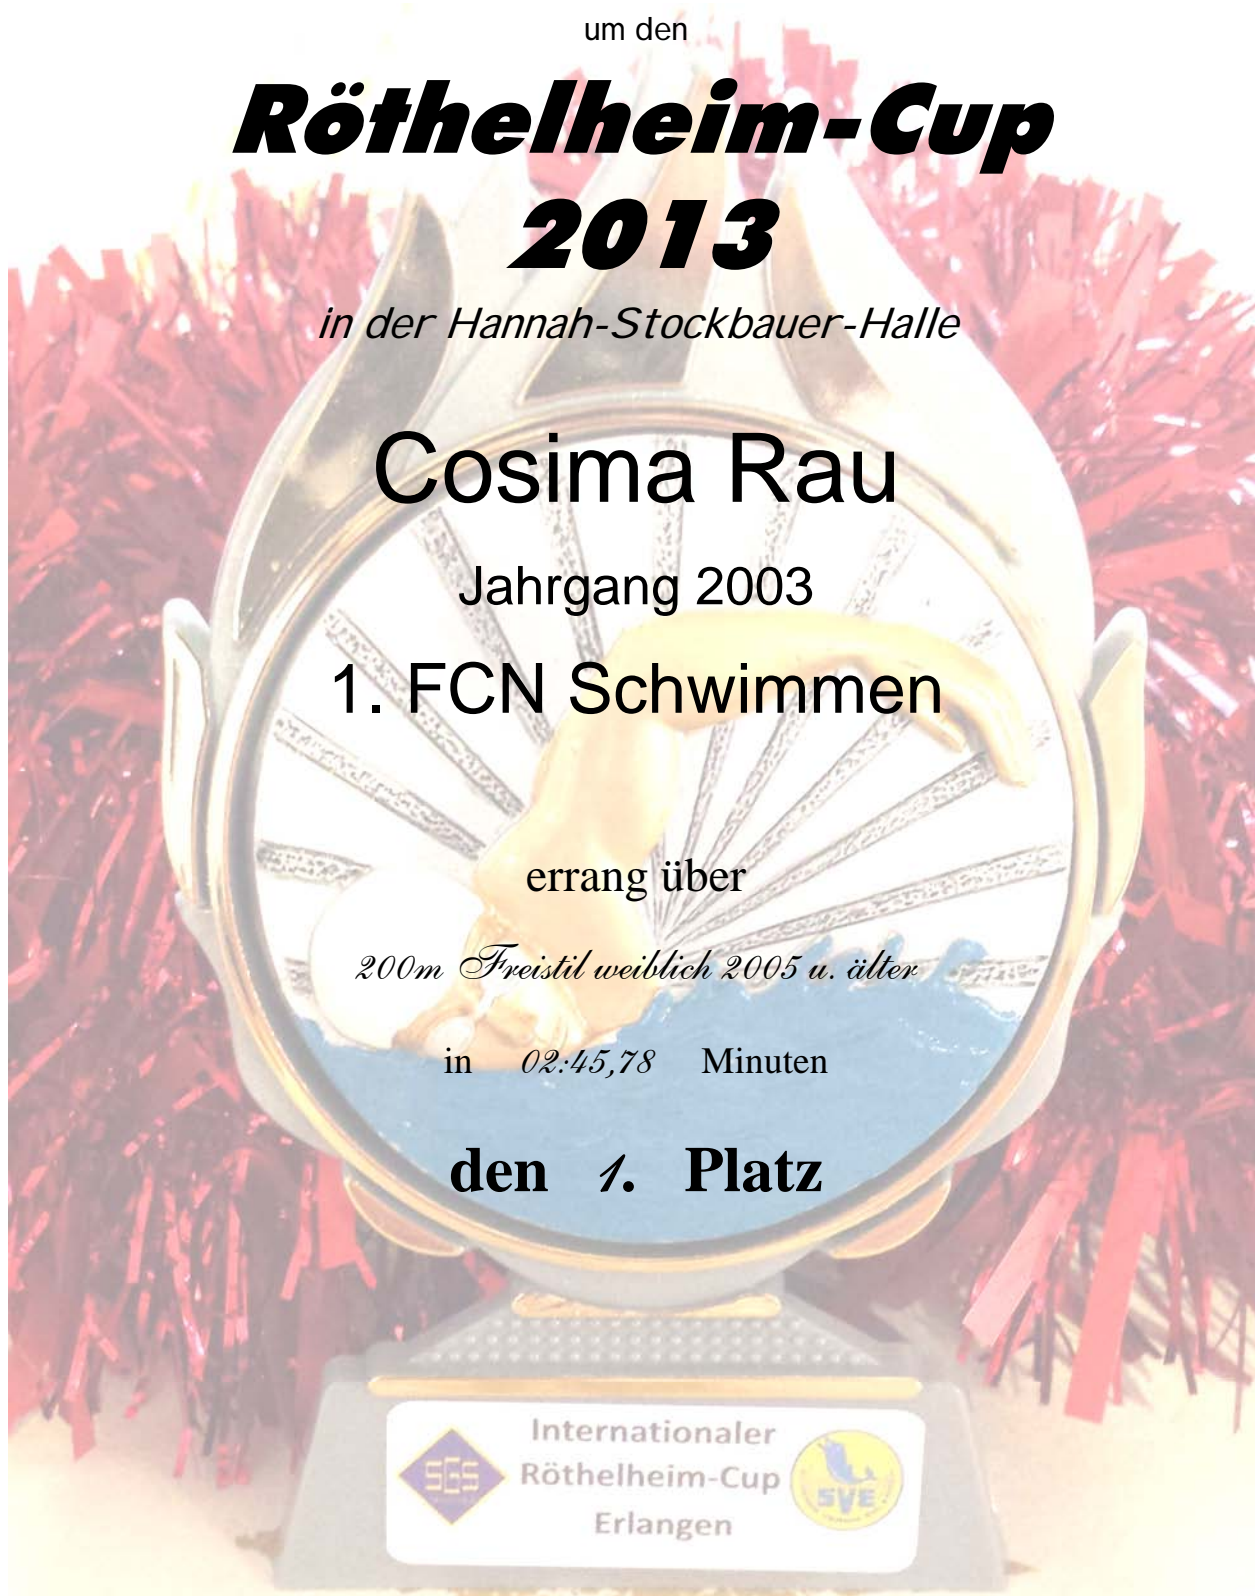 um den
Röthelheim-Cup
2013
in der Hannah-Stockbauer-Halle
Cosima Rau
Jahrgang 2003
1. FCN Schwimmen
errang über
200m Freistil weiblich 2005 u. älter
in 02:45,78 Minuten
den 1. Platz
Internationaler
SGS Röthelheim-Cup SVE
Erlangen